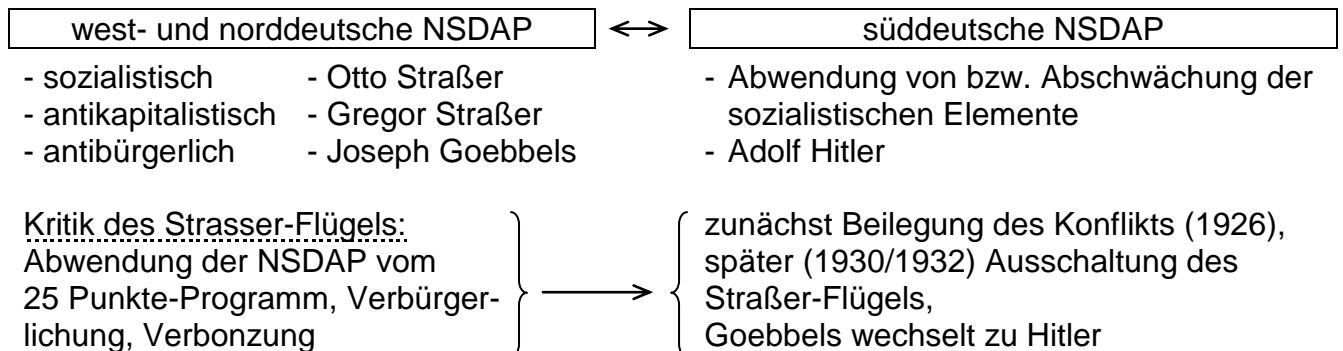 west- und norddeutsche NSDAP
süddeutsche NSDAP
- sozialistisch
- antikapitalistisch
- antibürgerlich
- Otto Straßer
- Gregor Straßer
- Joseph Goebbels
- Abwendung von bzw. Abschwächung der
sozialistischen Elemente
- Adolf Hitler
Kritik des Strasser-Flügels:
Abwendung der NSDAP vom
25 Punkte-Programm, Verbürger-
lichung, Verbonzung
zunächst Beilegung des Konflikts (1926),
später (1930/1932) Ausschaltung des
Straßer-Flügels,
Goebbels wechselt zu Hitler